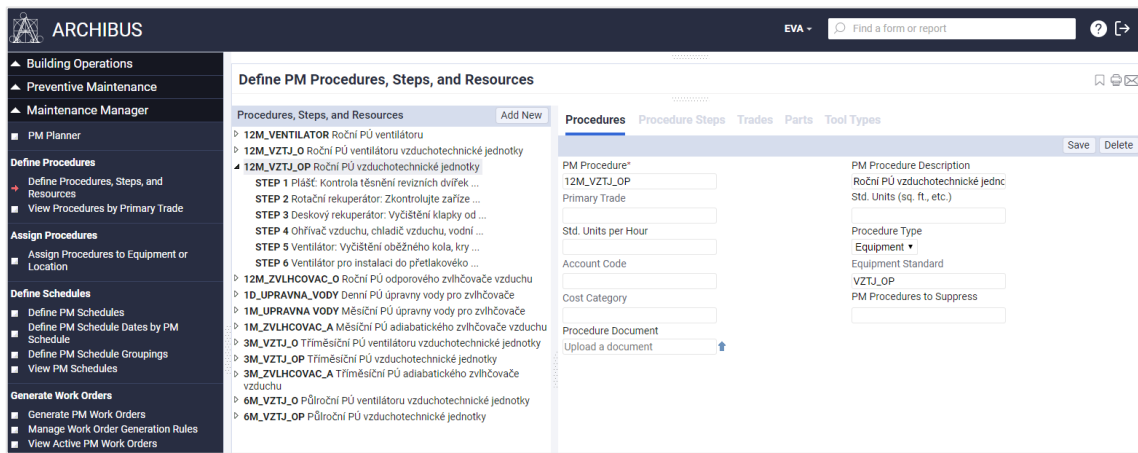 ARCHIBUS
EVA
Find a form or report
?
Building Operations
Preventive Maintenance
Maintenance Manager
PM Planner
Define Procedures
Define Procedures, Steps, and
Resources
View Procedures by Primary Trade
Assign Procedures
Assign Procedures to Equipment or
Location
Define Schedules
Define PM Schedules
Define PM Schedule Dates by PM
Schedule
Define PM Schedule Groupings
View PM Schedules
Generate Work Orders
Generate PM Work Orders
Manage Work Order Generation Rules
View Active PM Work Orders
Define PM Procedures, Steps, and Resources
Procedures, Steps, and Resources Add New
12M_VENTILATOR Roční PÚ ventilátoru
12M_VZTJ_O Roční PÚ ventilátoru vzduchotechnické jednotky
12M_VZTJ_OP Roční PÚ vzduchotechnické jednotky
STEP 1 Plášť: Kontrola těsnění revizních dvířek ...
STEP 2 Rotační rekuperátor: Zkontrolujte zaříze ...
STEP 3 Deskový rekuperátor: Vyčištění klapky od ...
STEP 4 Ohřívač vzduchu, chladič vzduchu, vodní ...
STEP 5 Ventilátor: Vyčištění oběžného kola, kry ...
STEP 6 Ventilátor pro instalaci do přetlakovéko ...
12M_ZVLHCOVAC_O Roční PÚ odporového zvlhčovače vzduchu
1D_UPRAVNA_VODY Denní PÚ úpravny vody pro zvlhčovače
1M_UPRAVNA VODY Měsíční PÚ úpravny vody pro zvlhčovače
1M_ZVLHCOVAC_A Měsíční PÚ adiabatického zvlhčovače vzduchu
3M_VZTJ_O Tříměsíční PÚ ventilátoru vzduchotechnické jednotky
3M_VZTJ_OP Tříměsíční PÚ vzduchotechnické jednotky
3M_ZVLHCOVAC_A Tříměsíční PÚ adiabatického zvlhčovače
vzduchu
6M_VZTJ_O Půlroční PÚ ventilátoru vzduchotechnické jednotky
6M_VZTJ_OP Půlroční PÚ vzduchotechnické jednotky
Procedures Procedure Steps Trades Parts Tool Types
Save Delete
PM Procedure* PM Procedure Description
12M_VZTJ_OP Roční PÚ vzduchotechnické jednc
Primary Trade Std. Units (sq. ft., etc.)
Std. Units per Hour Procedure Type
Equipment
Account Code Equipment Standard
VZTJ_OP
Cost Category PM Procedures to Suppress
Procedure Document
Upload a document